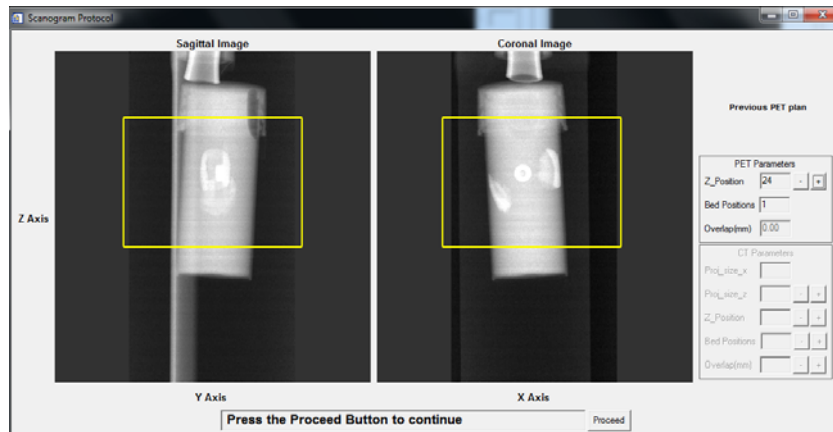 Scanogram Protocol
Sagittal Image
Coronal Image
Previous PET plan
PET Parameters
Z_Position 24 - +
Bed Positions 1
Overlap(mm) 0.00
Z Axis
CT Parameters
Proj_size_x
Proj_size_z - +
Z_Position - +
Bed Positions - +
Overlap(mm) - +
Y Axis
X Axis
Press the Proceed Button to continue
Proceed